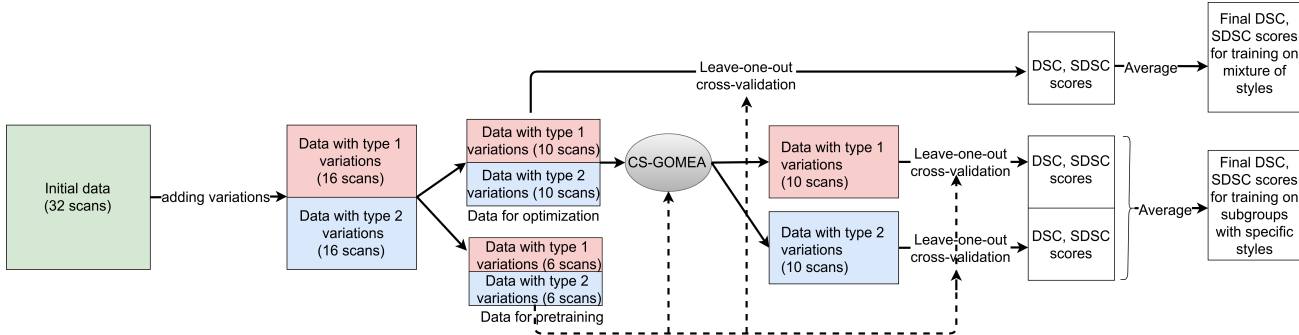 Initial data
(32 scans)
adding variations
Data with type 1
variations
(16 scans)
Data with type 2
variations
(16 scans)
Data with type 1
variations (10 scans)
Data with type 2
variations (10 scans)
Data for optimization
Data with type 1
variations (6 scans)
Data with type 2
variations (6 scans)
Data for pretraining
CS-GOMEA
Leave-one-out
cross-validation
Data with type 1
variations
(10 scans)
Data with type 2
variations
(10 scans)
Leave-one-out
cross-validation
Leave-one-out
cross-validation
DSC, SDSC
scores
Average
Final DSC,
SDSC scores
for training on
mixture of
styles
DSC, SDSC
scores
DSC, SDSC
scores
Average
Final DSC,
SDSC scores
for training on
subgroups
with specific
styles